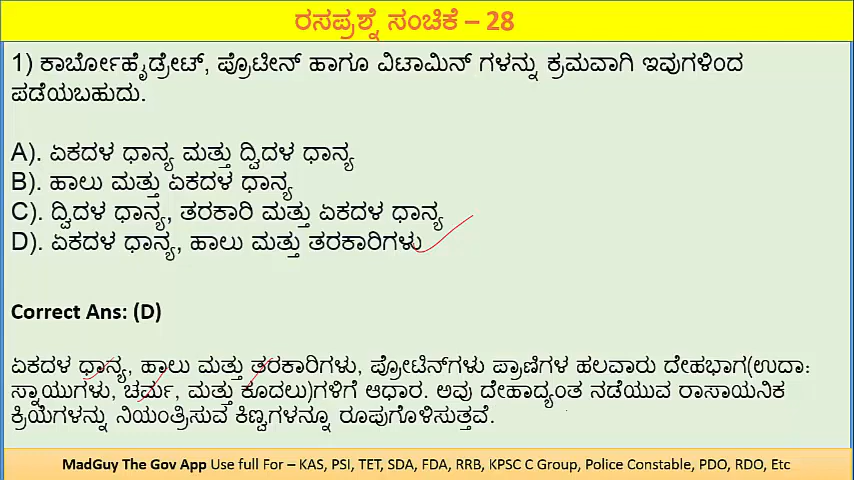 ರಸಪ್ರಶ್ನೆ ಸಂಚಿಕೆ – 28
1) ಕಾರ್ಬೋಹೈಡ್ರೇಟ್, ಪ್ರೊಟೀನ್ ಹಾಗೂ ವಿಟಾಮಿನ್ ಗಳನ್ನು ಕ್ರಮವಾಗಿ ಇವುಗಳಿಂದ
ಪಡೆಯಬಹುದು.
A). ಏಕದಳ ಧಾನ್ಯ ಮತ್ತು ದ್ವಿದಳ ಧಾನ್ಯ
B). ಹಾಲು ಮತ್ತು ಏಕದಳ ಧಾನ್ಯ
C). ದ್ವಿದಳ ಧಾನ್ಯ, ತರಕಾರಿ ಮತ್ತು ಏಕದಳ ಧಾನ್ಯ
D). ಏಕದಳ ಧಾನ್ಯ, ಹಾಲು ಮತ್ತು ತರಕಾರಿಗಳು
Correct Ans: (D)
ಏಕದಳ ಧಾನ್ಯ, ಹಾಲು ಮತ್ತು ತರಕಾರಿಗಳು, ಪ್ರೋಟಿನ್‌ಗಳು ಪ್ರಾಣಿಗಳ ಹಲವಾರು ದೇಹಭಾಗ(ಉದಾ:
ಸ್ನಾಯುಗಳು, ಚರ್ಮ, ಮತ್ತು ಕೂದಲು)ಗಳಿಗೆ ಆಧಾರ. ಅವು ದೇಹಾದ್ಯಂತ ನಡೆಯುವ ರಾಸಾಯನಿಕ
ಕ್ರಿಯೆಗಳನ್ನು ನಿಯಂತ್ರಿಸುವ ಕಿಣ್ವಗಳನ್ನೂ ರೂಪುಗೊಳಿಸುತ್ತವೆ.
MadGuy The Gov App Use full For – KAS, PSI, TET, SDA, FDA, RRB, KPSC C Group, Police Constable, PDO, RDO, Etc